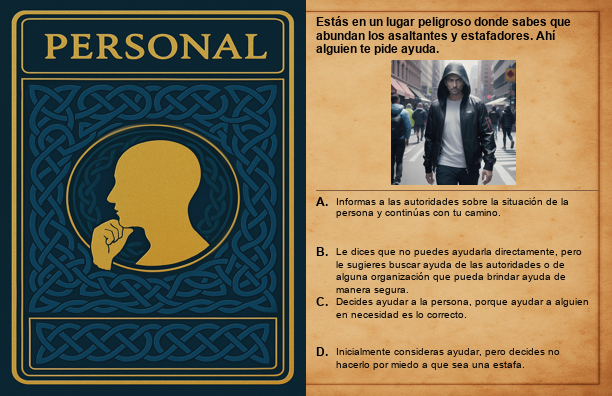 PERSONAL
Estás en un lugar peligroso donde sabes que
abundan los asaltantes y estafadores. Ahí
alguien te pide ayuda.
A. Informas a las autoridades sobre la situación de la
persona y continúas con tu camino.
B. Le dices que no puedes ayudarla directamente, pero
le sugieres buscar ayuda de las autoridades o de
alguna organización que pueda brindar ayuda de
manera segura.
C. Decides ayudar a la persona, porque ayudar a alguien
en necesidad es lo correcto.
D. Inicialmente consideras ayudar, pero decides no
hacerlo por miedo a que sea una estafa.